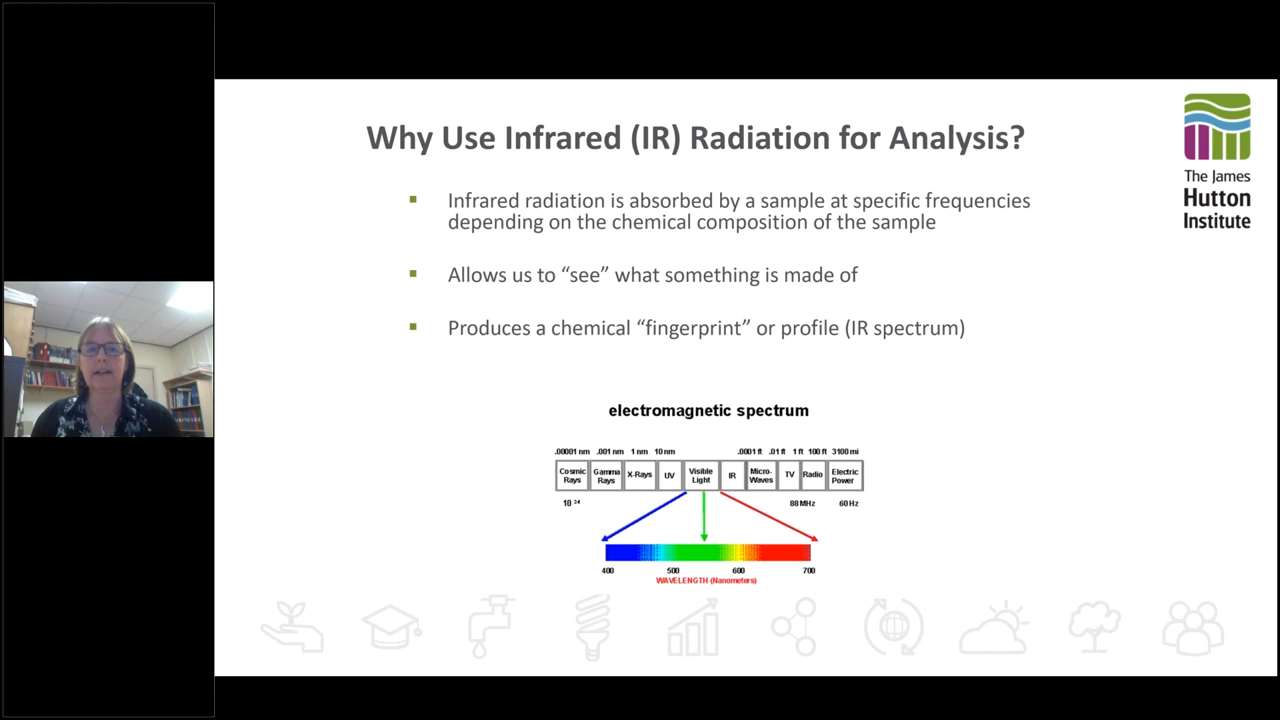 Why Use Infrared (IR) Radiation for Analysis?
The James
Hutton
Institute
Infrared radiation is absorbed by a sample at specific frequencies
depending on the chemical composition of the sample
Allows us to “see” what something is made of
Produces a chemical “fingerprint” or profile (IR spectrum)
electromagnetic spectrum
.00001 nm .001 nm 1 nm 10 nm .0001 ft .01 ft 1 ft 100 ft 3100 mi
Cosmic Rays Gamma Rays X-Rays UV Visible Light IR Micro-Waves TV Radio Electric Power
10 24 88 MHz 60 Hz
400 500 600 700
WAVELENGTH (Nanometers)